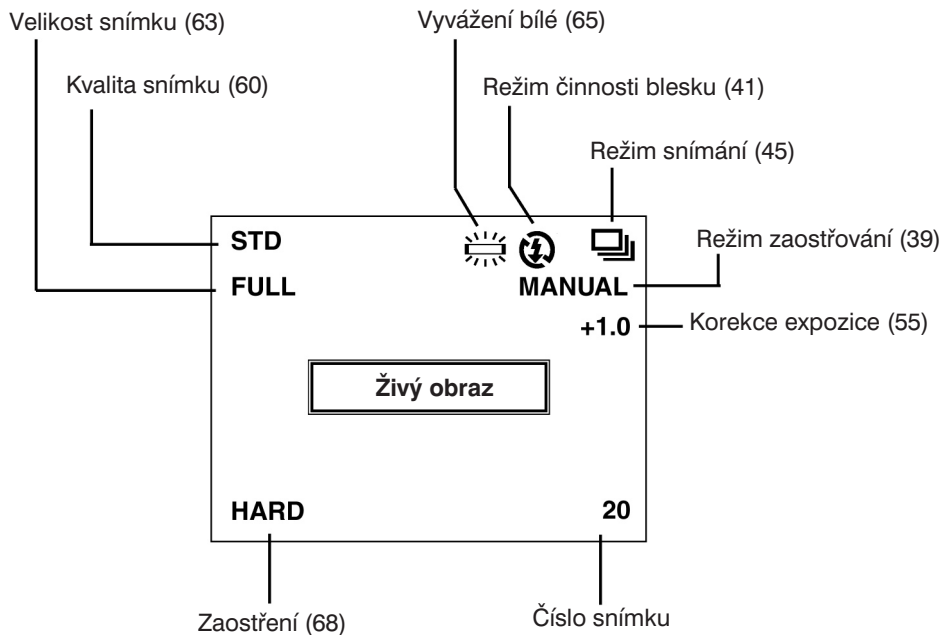 Velikost snímku (63)
Vyvážení bílé (65)
Kvalita snímku (60)
Režim činnosti blesku (41)
Režim snímání (45)
STD
Režim zaostřování (39)
FULL
MANUAL
+1.0
Korekce expozice (55)
Živý obraz
HARD
20
Zaostření (68)
Číslo snímku